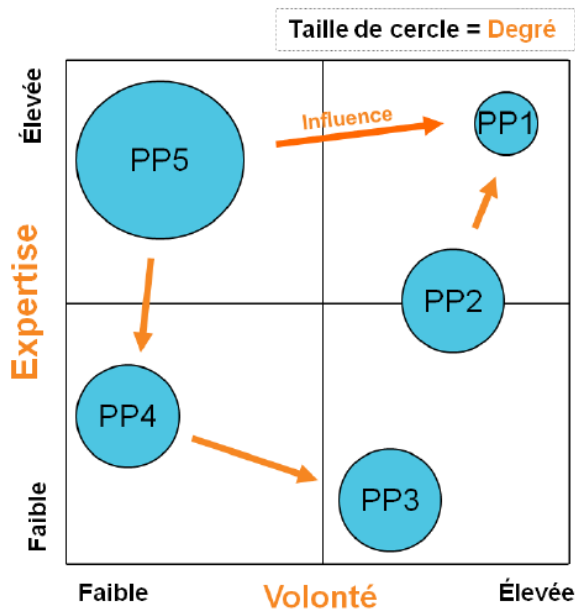 Taille de cercle = Degré
Élevée
Influence
PP1
PP5
Expertise
PP2
PP4
PP3
Faible
Faible
Volonté
Élevée